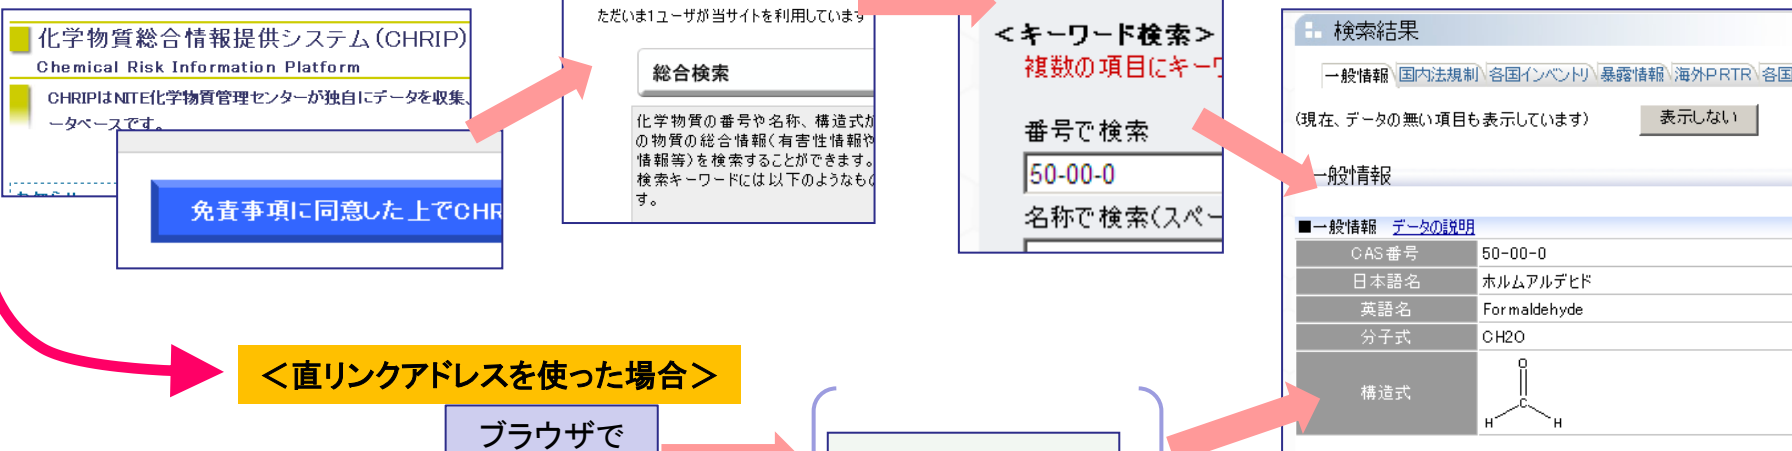 化学物質総合情報提供システム(CHRIP)
Chemical Risk Information Platform
CHRIPはNITE化学物質管理センターが独自にデータを収集、
ータベースです。
免責事項に同意した上でCHR
ただいま1ユーザが当サイトを利用しています
総合検索
化学物質の番号や名称、構造式か
の物質の総合情報(有害性情報や
情報等)を検索することができます。
検索キーワードには以下のようなもの
す。
<キーワード検索>
複数の項目にキーワ
番号で検索
50-00-0
名称で検索(スペー
検索結果
一般情報 国内法規制 各国インベントリ 暴露情報 海外PRTR 各国
(現在、データの無い項目も表示しています) 表示しない
一般情報
■一般情報 データの説明
CAS番号 50-00-0
日本語名 ホルムアルデヒド
英語名 Formaldehyde
分子式 CH2O
構造式
O
C
H H
<直リンクアドレスを使った場合>
ブラウザで